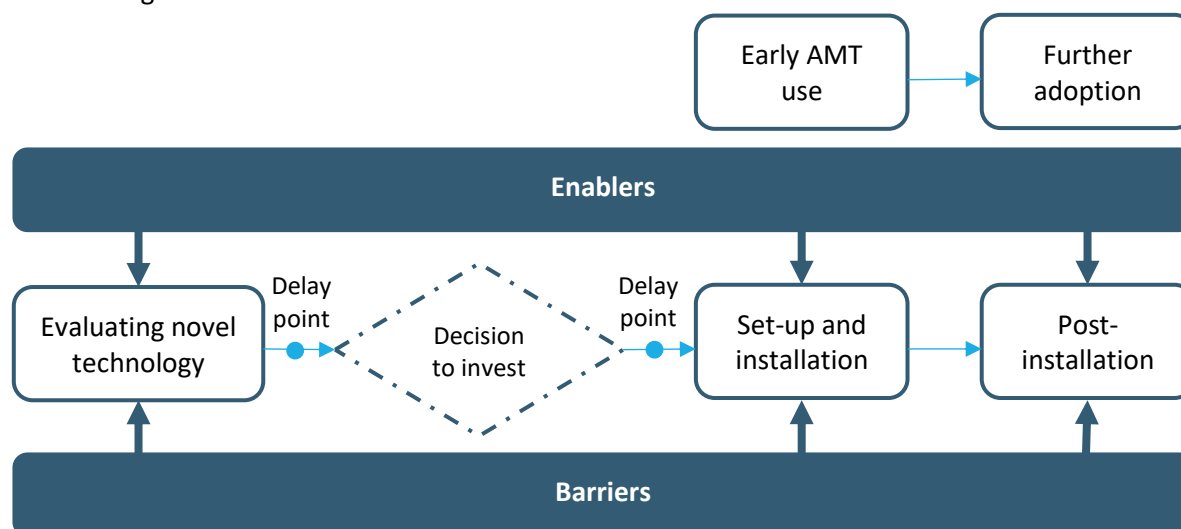 Early AMT
use
Further
adoption
Enablers
Delay
point
Delay
point
Evaluating novel
technology
Decision
to invest
Set-up and
installation
Post-
installation
Barriers